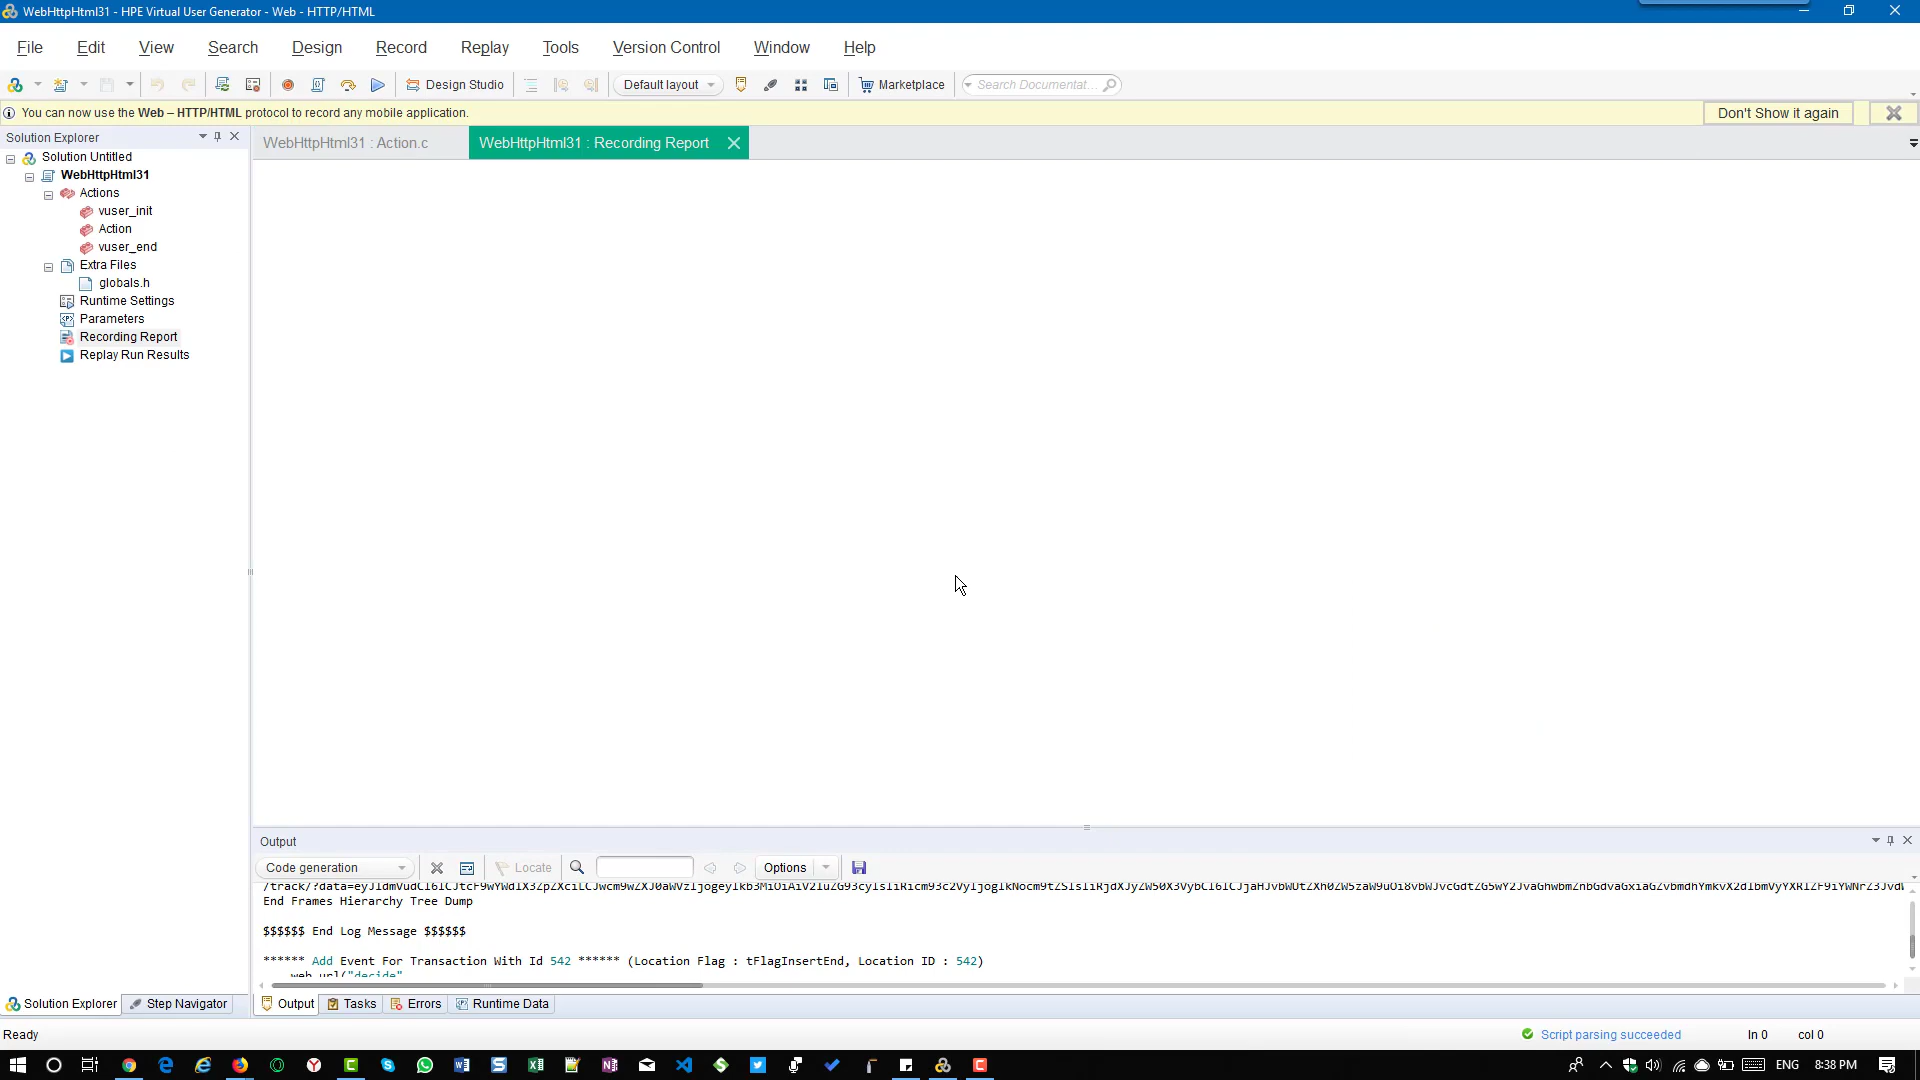 WebHttpHtml31 - HPE Virtual User Generator - Web - HTTP/HTML
File Edit View Search Design Record Replay Tools Version Control Window Help
Design Studio Default layout Marketplace Search Documentat...
You can now use the Web – HTTP/HTML protocol to record any mobile application. Don't Show it again
Solution Explorer
WebHttpHtml31 : Action.c WebHttpHtml31 : Recording Report
Solution Untitled
WebHttpHtml31
Actions
vuser_init
Action
vuser_end
Extra Files
globals.h
Runtime Settings
Parameters
Recording Report
Replay Run Results
Output
Code generation Locate Options
End Frames Hierarchy Tree Dump
$$$$$$ End Log Message $$$$$$
****** Add Event For Transaction With Id 542 ****** (Location Flag : tFlagInsertEnd, Location ID : 542)
web_url("decide"
Solution Explorer Step Navigator Output Tasks Errors Runtime Data
Ready Script parsing succeeded ln 0 col 0
ENG 8:38 PM